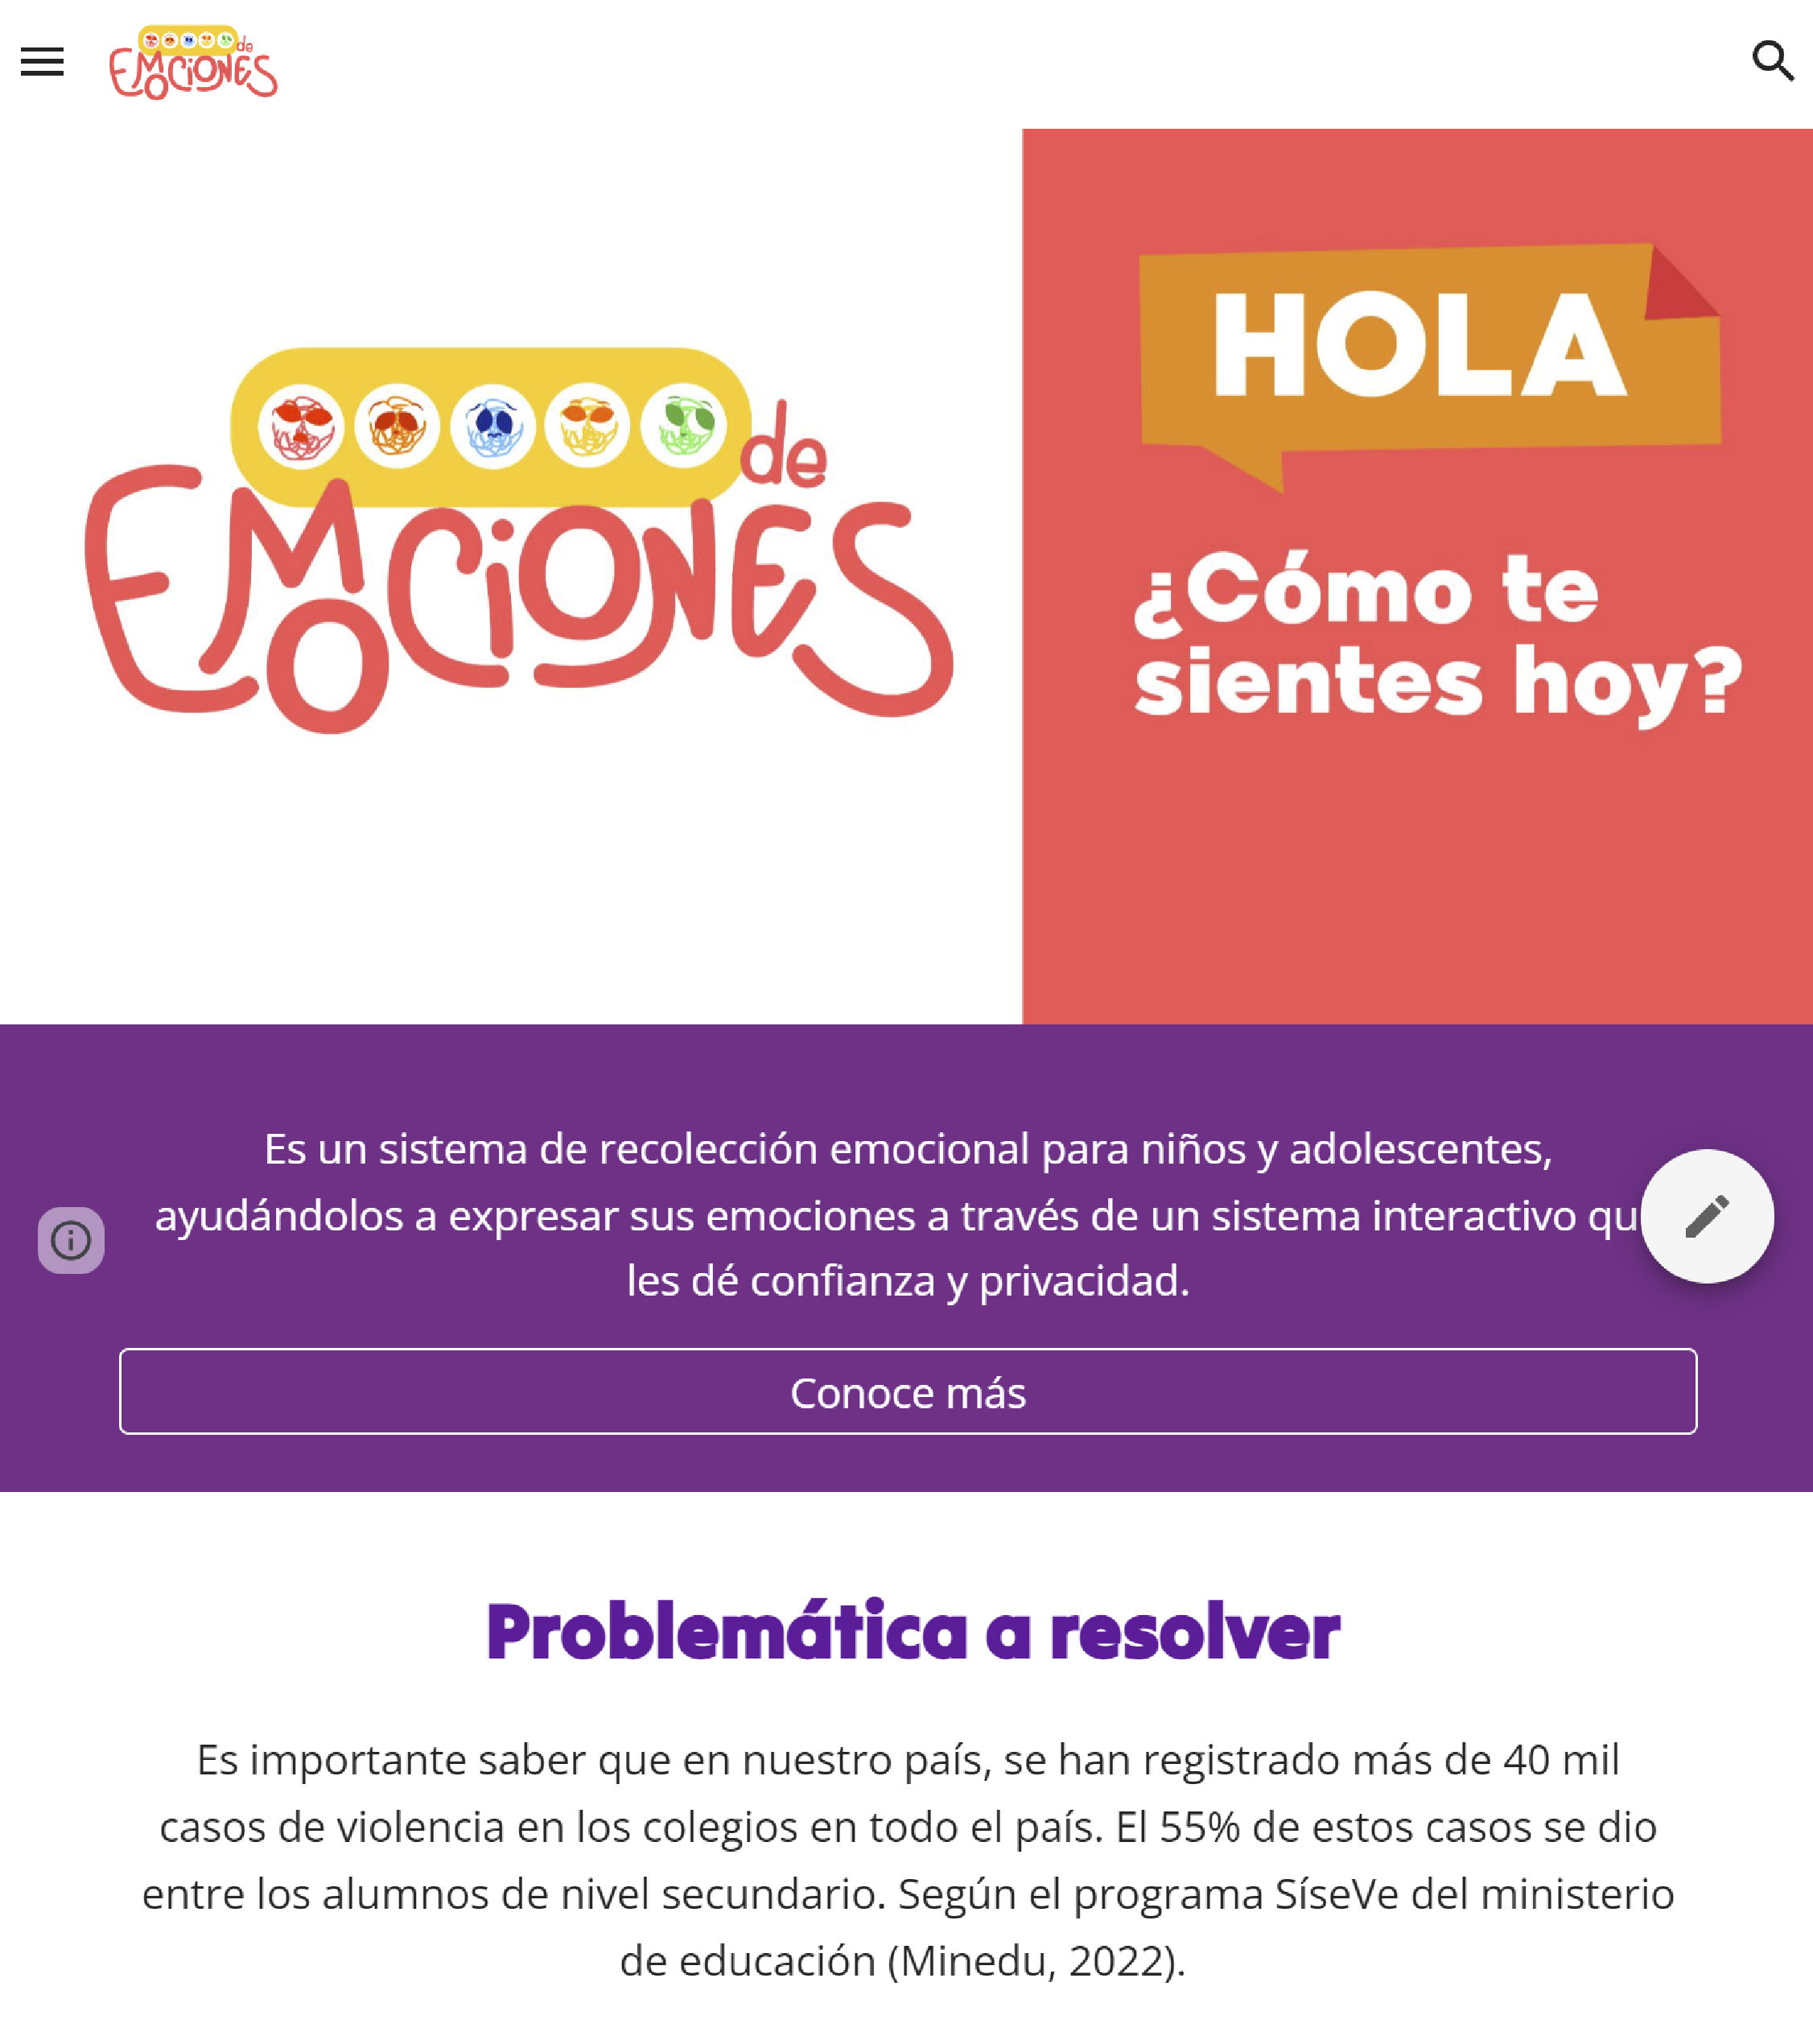 de
EMOCIONES
de
EMOCIONES
HOLA
¿Cómo te
sientes hoy?
Es un sistema de recolección emocional para niños y adolescentes,
ayudándolos a expresar sus emociones a través de un sistema interactivo qu
les dé confianza y privacidad.
Conoce más
Problemática a resolver
Es importante saber que en nuestro país, se han registrado más de 40 mil
casos de violencia en los colegios en todo el país. El 55% de estos casos se dio
entre los alumnos de nivel secundario. Según el programa SíseVe del ministerio
de educación (Minedu, 2022).